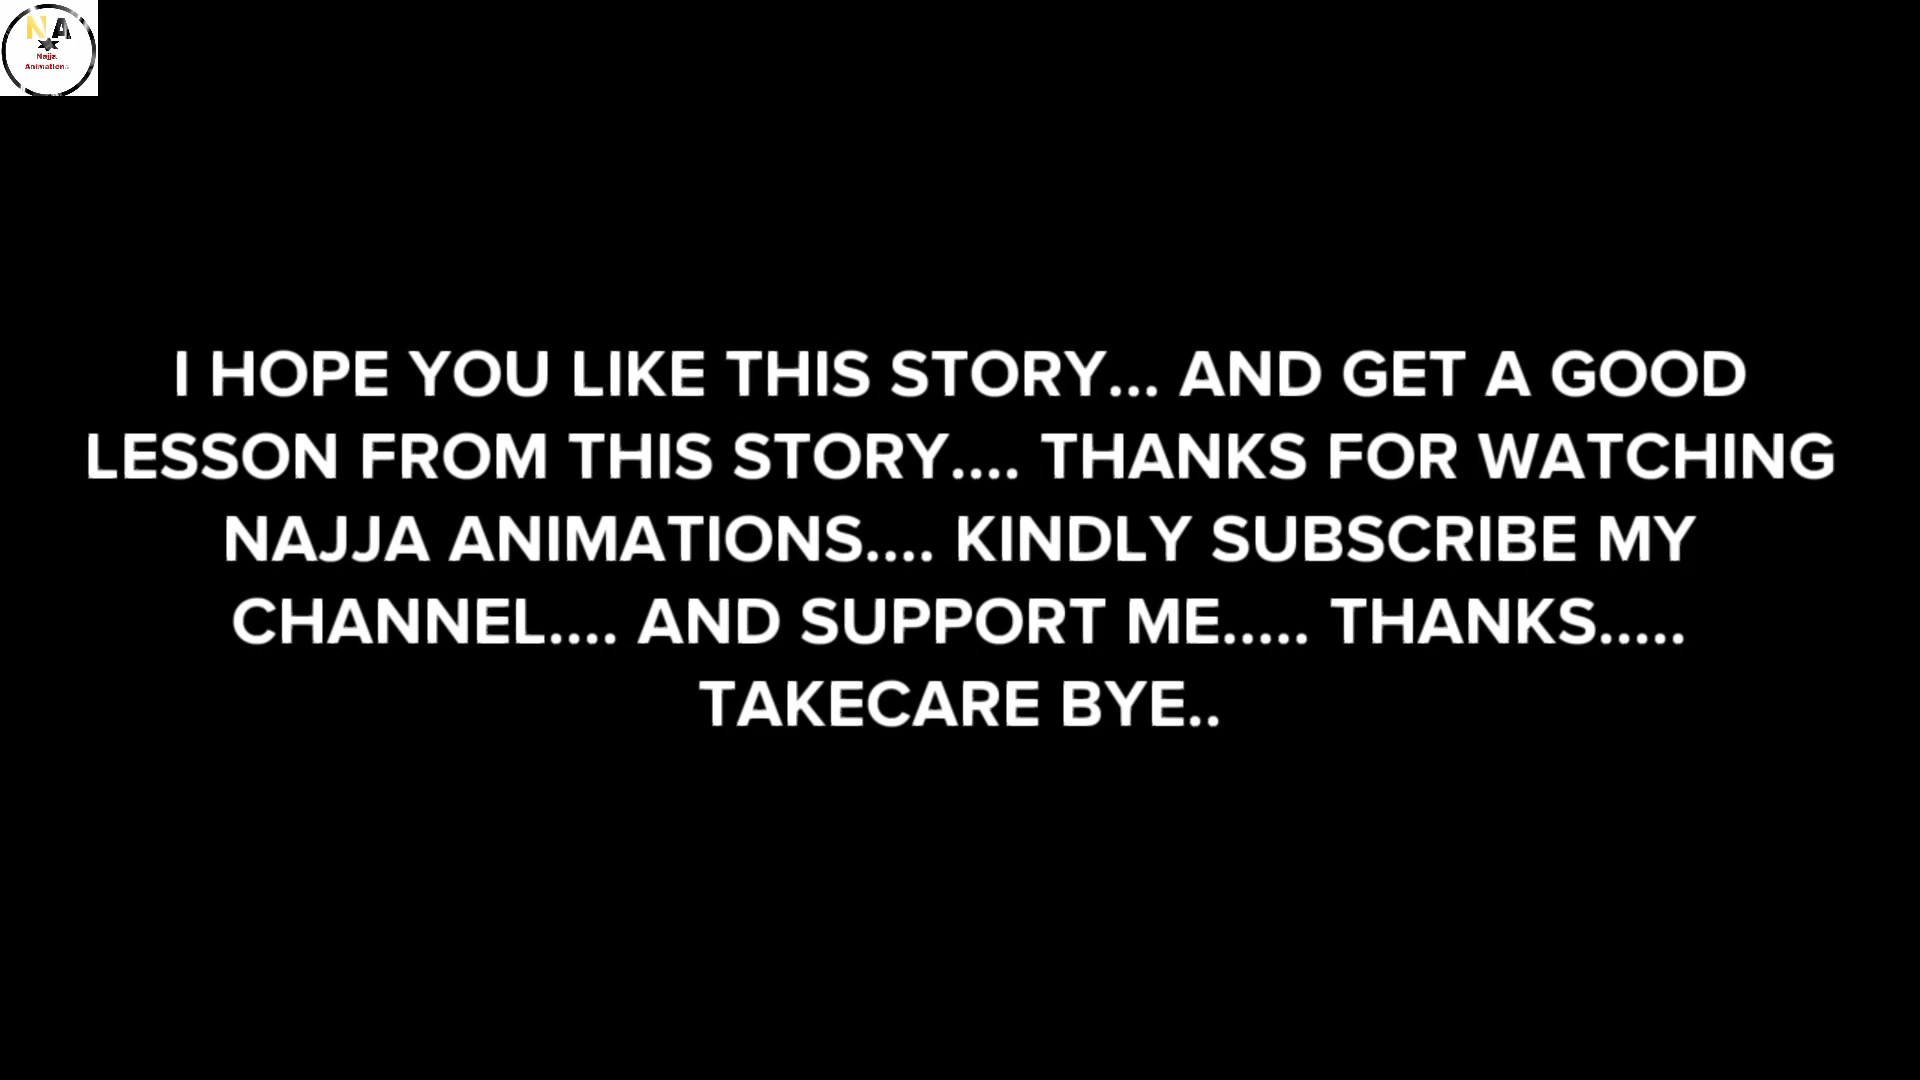 NA
Najja
Animations
I HOPE YOU LIKE THIS STORY... AND GET A GOOD
LESSON FROM THIS STORY.... THANKS FOR WATCHING
NAJJA ANIMATIONS.... KINDLY SUBSCRIBE MY
CHANNEL.... AND SUPPORT ME..... THANKS.....
TAKECARE BYE..